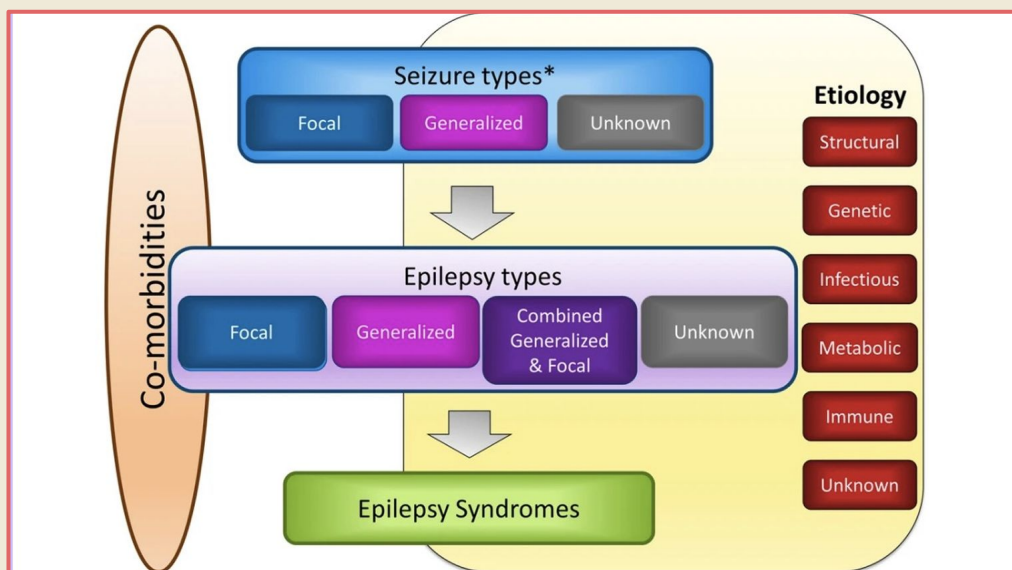 Seizure types*
Focal
Generalized
Unknown
Co-morbidities
Epilepsy types
Focal
Generalized
Combined
Generalized
& Focal
Unknown
Epilepsy Syndromes
Etiology
Structural
Genetic
Infectious
Metabolic
Immune
Unknown